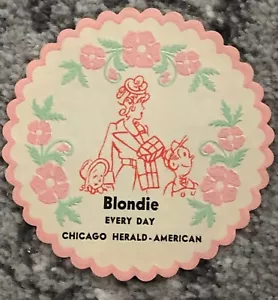 Blondie
EVERY DAY
CHICAGO HERALD-AMERICAN